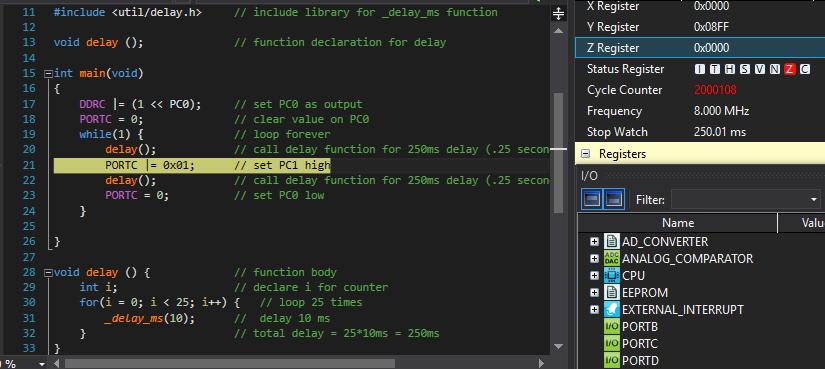 11 #include <util/delay.h> // include library for _delay_ms function
12
13 void delay (); // function declaration for delay
14
15 int main(void)
16 {
17 DDRC |= (1 << PC0); // set PC0 as output
18 PORTC = 0; // clear value on PC0
19 while(1) { // loop forever
20 delay(); // call delay function for 250ms delay (.25 secon
21 PORTC |= 0x01; // set PC1 high
22 delay(); // call delay function for 250ms delay (.25 secon
23 PORTC = 0; // set PC0 low
24 }
25
26 }
27
28 void delay () { // function body
29 int i; // declare i for counter
30 for(i = 0; i < 25; i++) { // loop 25 times
31 _delay_ms(10); // delay 10 ms
32 } // total delay = 25*10ms = 250ms
33 }
0 %
X Register 0x0000
Y Register 0x08FF
Z Register 0x0000
Status Register I T H S V N Z C
Cycle Counter 2000108
Frequency 8.000 MHz
Stop Watch 250.01 ms
Registers
I/O
Filter:
Name Valu
AD_CONVERTER
ANALOG_COMPARATOR
CPU
EEPROM
EXTERNAL_INTERRUPT
I/O PORTB
I/O PORTC
I/O PORTD